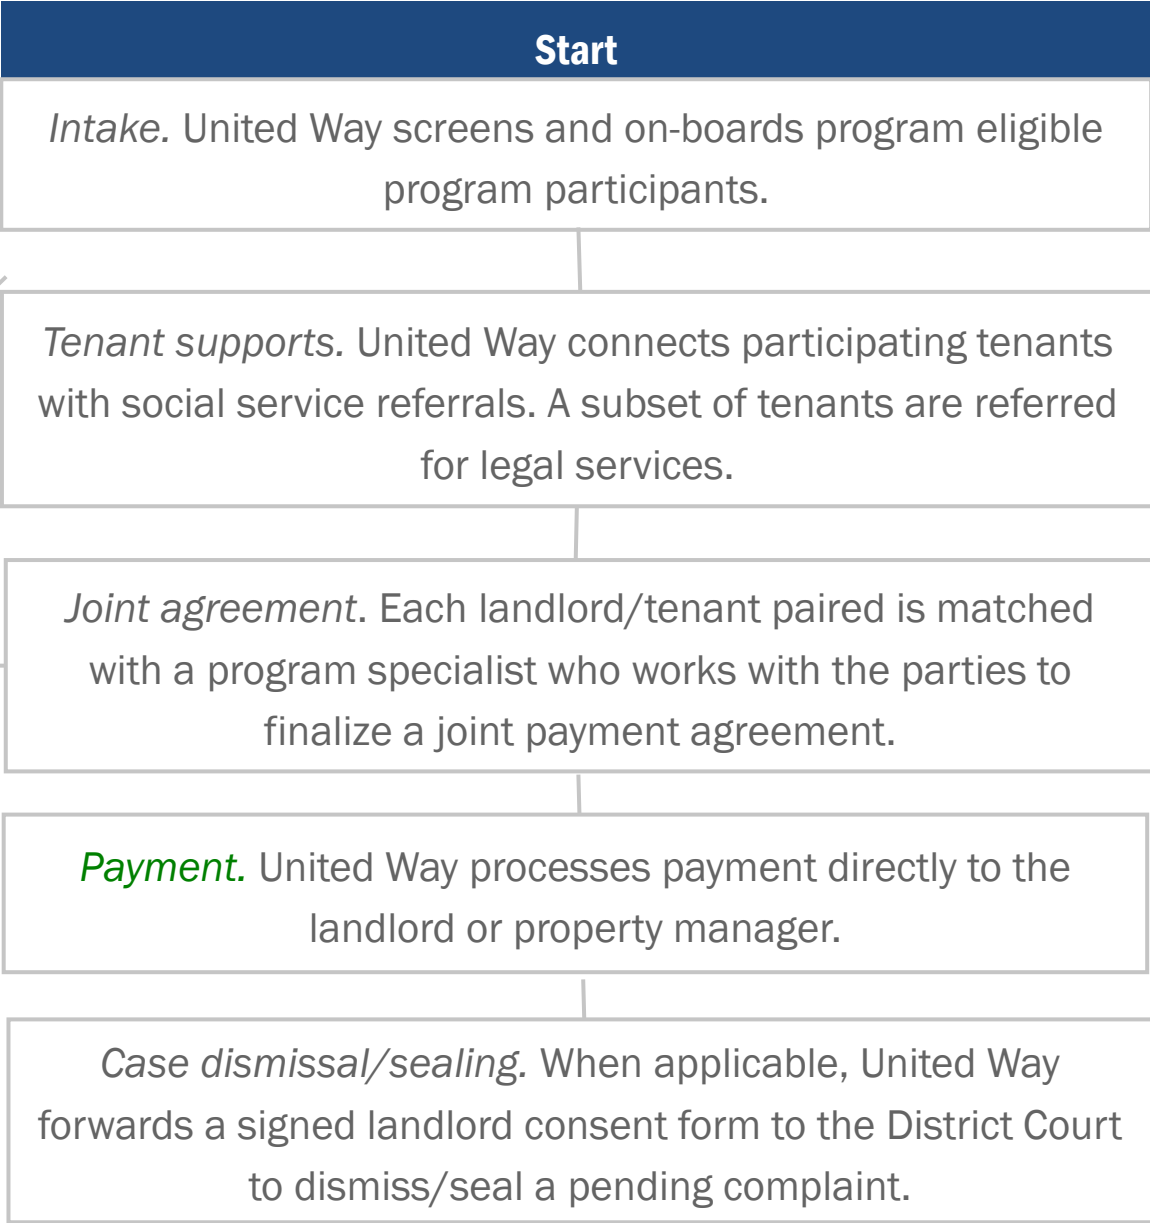 Start
Intake. United Way screens and on-boards program eligible
program participants.
Tenant supports. United Way connects participating tenants
with social service referrals. A subset of tenants are referred
for legal services.
Joint agreement. Each landlord/tenant paired is matched
with a program specialist who works with the parties to
finalize a joint payment agreement.
Payment. United Way processes payment directly to the
landlord or property manager.
Case dismissal/sealing. When applicable, United Way
forwards a signed landlord consent form to the District Court
to dismiss/seal a pending complaint.